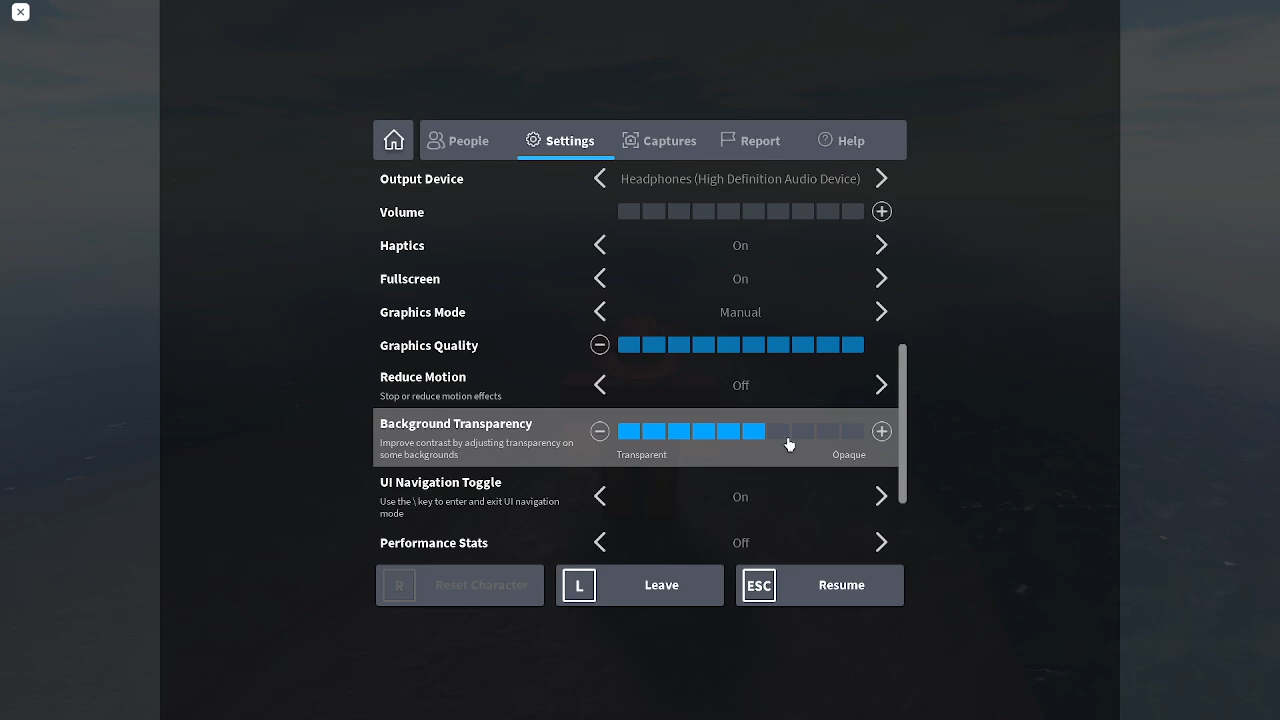 People
Settings
Captures
Report
Help
Output Device
Headphones (High Definition Audio Device)
Volume
Haptics
On
Fullscreen
On
Graphics Mode
Manual
Graphics Quality
Reduce Motion
Stop or reduce motion effects
Off
Background Transparency
Improve contrast by adjusting transparency on
some backgrounds
Transparent
Opaque
UI Navigation Toggle
Use the \ key to enter and exit UI navigation
mode
On
Performance Stats
Off
R
Reset Character
L
Leave
ESC
Resume